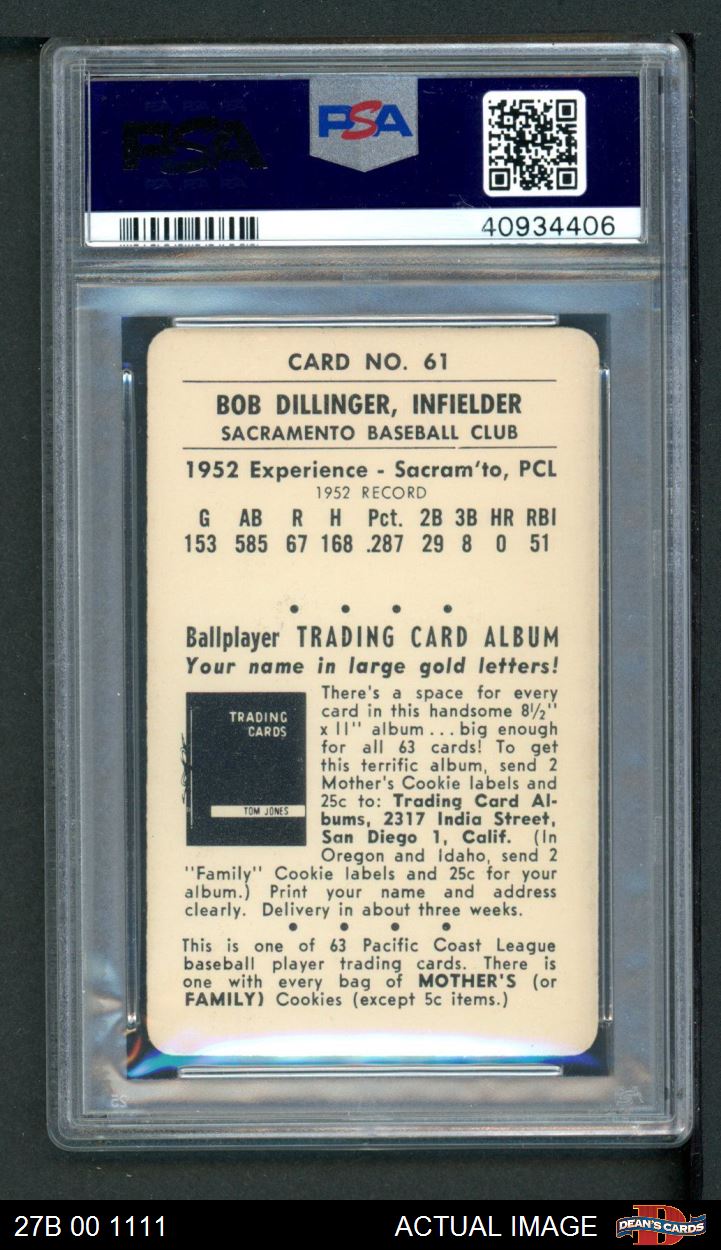 PSA
PSA
40934406
CARD NO. 61
BOB DILLINGER, INFIELDER
SACRAMENTO BASEBALL CLUB
1952 Experience - Sacram'to, PCL
1952 RECORD
G AB R H Pct. 2B 3B HR RBI
153 585 67 168 .287 29 8 0 51
Ballplayer TRADING CARD ALBUM
Your name in large gold letters!
TRADING
CARDS
TOM JONES
There's a space for every
card in this handsome 8½"
x 11" album ... big enough
for all 63 cards! To get
this terrific album, send 2
Mother's Cookie labels and
25c to: Trading Card Al-
bums, 2317 India Street,
San Diego 1, Calif. (In
Oregon and Idaho, send 2
"Family" Cookie labels and 25c for your
album.) Print your name and address
clearly. Delivery in about three weeks.
This is one of 63 Pacific Coast League
baseball player trading cards. There is
one with every bag of MOTHER'S (or
FAMILY) Cookies (except 5c items.)
27B 00 1111
ACTUAL IMAGE
DEAN'S CARDS